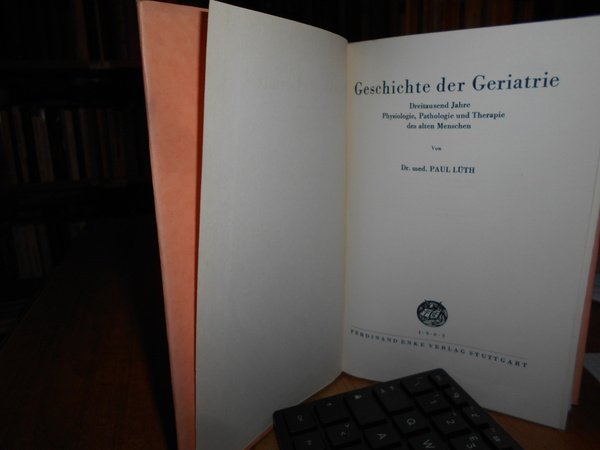 Geschichte der Geriatrie
Dreitausend Jahre
Physiologie, Pathologie und Therapie
des alten Menschen
Von
Dr. med. PAUL LÜTH
FERDINAND ENKE VERLAG STUTTGART
A
Q